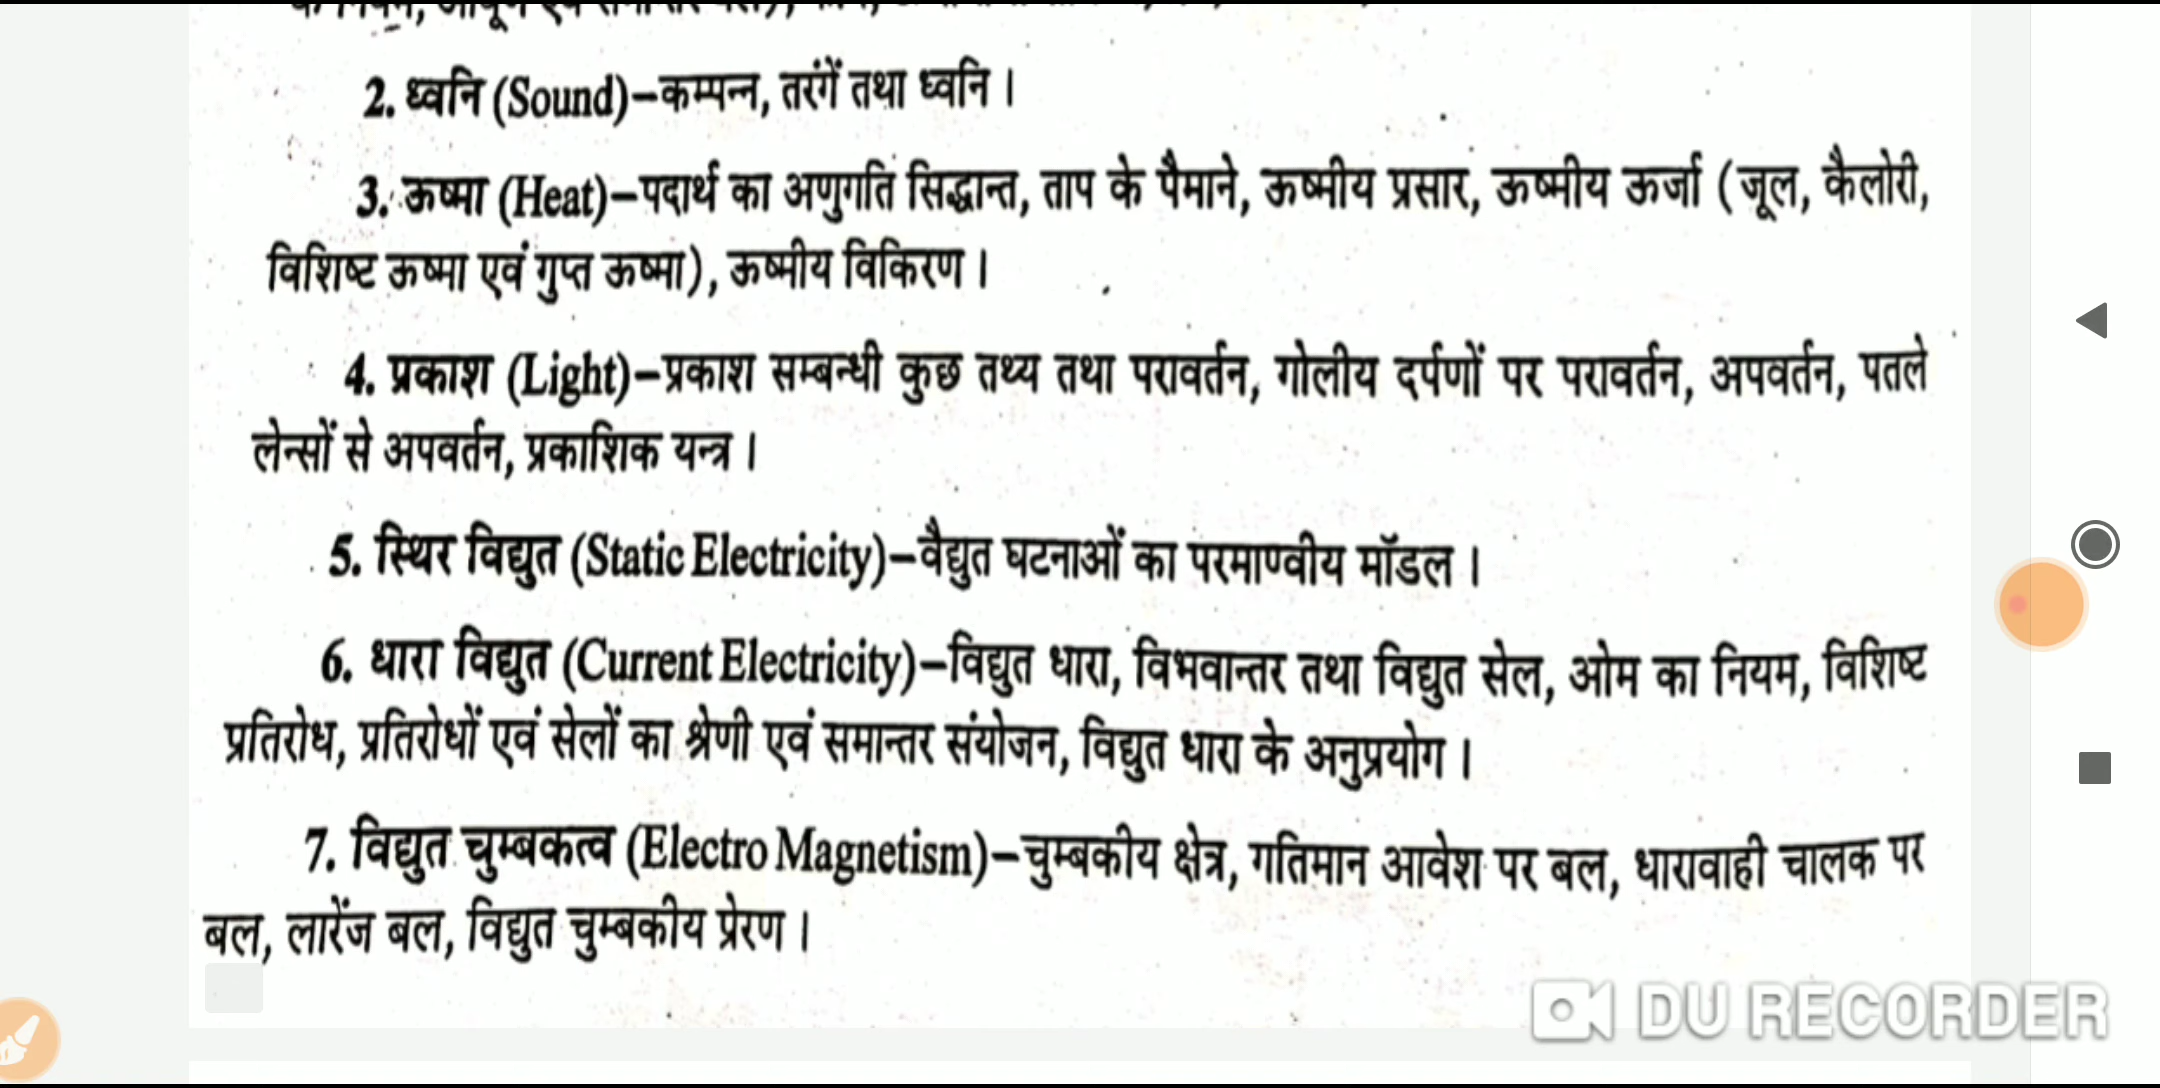 2. ध्वनि (Sound)–कम्पन्न, तरंगें तथा ध्वनि ।
3. ऊष्मा (Heat)–पदार्थ का अणुगति सिद्धान्त, ताप के पैमाने, ऊष्मीय प्रसार, ऊष्मीय ऊर्जा (जूल, कैलोरी,
विशिष्ट ऊष्मा एवं गुप्त ऊष्मा), ऊष्मीय विकिरण ।
4. प्रकाश (Light)–प्रकाश सम्बन्धी कुछ तथ्य तथा परावर्तन, गोलीय दर्पणों पर परावर्तन, अपवर्तन, पतले
लेन्सों से अपवर्तन, प्रकाशिक यन्त्र ।
5. स्थिर विद्युत (Static Electricity)–वैद्युत घटनाओं का परमाण्वीय मॉडल ।
6. धारा विद्युत (Current Electricity)–विद्युत धारा, विभवान्तर तथा विद्युत सेल, ओम का नियम, विशिष्ट
प्रतिरोध, प्रतिरोधों एवं सेलों का श्रेणी एवं समान्तर संयोजन, विद्युत धारा के अनुप्रयोग ।
7. विद्युत चुम्बकत्व (Electro Magnetism)–चुम्बकीय क्षेत्र, गतिमान आवेश पर बल, धारावाही चालक पर
बल, लारेंज बल, विद्युत चुम्बकीय प्रेरण ।
DU RECORDER